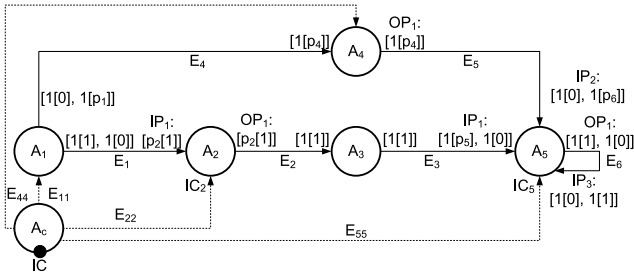 OP₁:
[1[p₄]] A₄ [1[p₄]]
E₄ E₅
IP₂:
[1[0], 1[p₆]]
[1[0], 1[p₁]]
IP₁: OP₁: IP₁: OP₁:
A₁ [1[1], 1[0]] [p₂[1]] A₂ [p₂[1]] [1[1]] A₃ [1[1]] [1[p₅], 1[0]] A₅ [1[1], 1[0]]
E₁ E₂ E₃ E₆
IC₂ IC₅ IP₃:
[1[0], 1[1]]
E₄₄ E₁₁
E₂₂
A꜀ E₅₅
IC